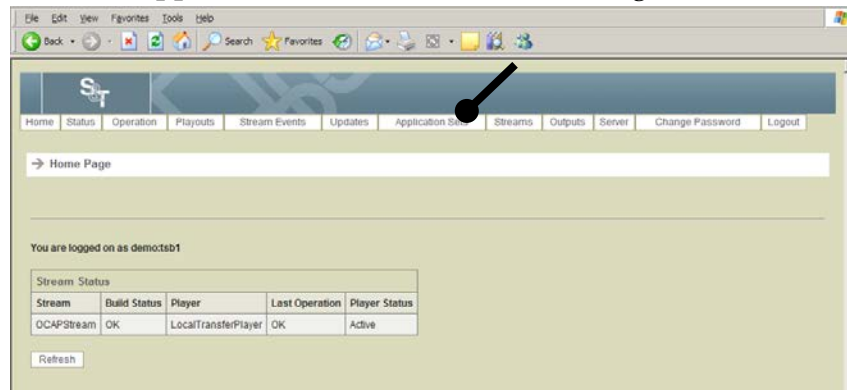 File Edit View Favorites Tools Help
Back Search Favorites
S&T
Home Status Operation Playouts Stream Events Updates Application Sets Streams Outputs Server Change Password Logout
Home Page
You are logged on as demo:tsb1
Stream Status
Stream Build Status Player Last Operation Player Status
OCAPStream OK LocalTransferPlayer OK Active
Refresh